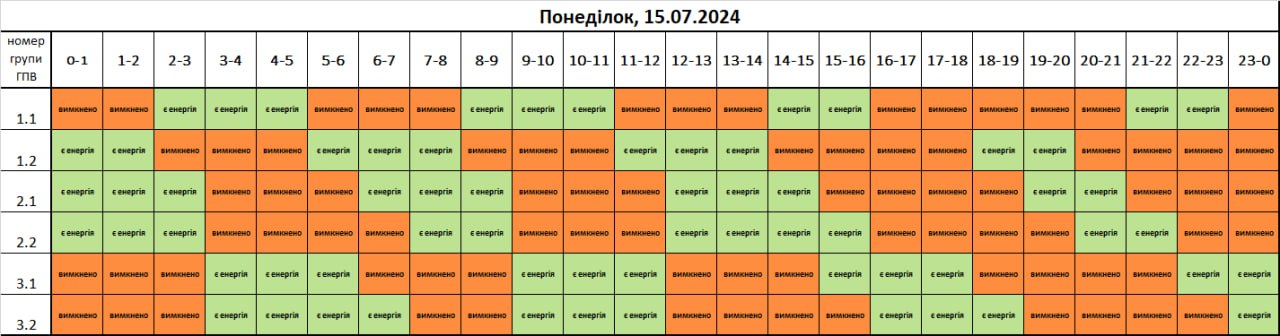 Понеділок, 15.07.2024
номер групи ГПВ 0-1 1-2 2-3 3-4 4-5 5-6 6-7 7-8 8-9 9-10 10-11 11-12 12-13 13-14 14-15 15-16 16-17 17-18 18-19 19-20 20-21 21-22 22-23 23-0
1.1 вимкнено вимкнено є енергія є енергія є енергія вимкнено вимкнено вимкнено є енергія є енергія є енергія вимкнено вимкнено вимкнено є енергія є енергія вимкнено вимкнено вимкнено вимкнено вимкнено є енергія є енергія вимкнено
1.2 є енергія є енергія вимкнено вимкнено вимкнено є енергія є енергія є енергія вимкнено вимкнено вимкнено є енергія є енергія є енергія вимкнено вимкнено вимкнено вимкнено є енергія є енергія вимкнено вимкнено вимкнено вимкнено
2.1 є енергія є енергія є енергія вимкнено вимкнено вимкнено є енергія є енергія є енергія вимкнено вимкнено вимкнено є енергія є енергія є енергія вимкнено вимкнено вимкнено вимкнено є енергія є енергія вимкнено вимкнено вимкнено
2.2 є енергія є енергія є енергія вимкнено вимкнено вимкнено вимкнено є енергія є енергія вимкнено вимкнено вимкнено є енергія є енергія є енергія є енергія вимкнено вимкнено вимкнено вимкнено є енергія є енергія вимкнено вимкнено
3.1 вимкнено вимкнено вимкнено є енергія є енергія є енергія вимкнено вимкнено вимкнено є енергія є енергія є енергія вимкнено вимкнено вимкнено є енергія є енергія є енергія вимкнено вимкнено вимкнено вимкнено є енергія є енергія
3.2 вимкнено вимкнено вимкнено є енергія є енергія є енергія є енергія вимкнено вимкнено є енергія є енергія є енергія вимкнено вимкнено вимкнено вимкнено є енергія є енергія є енергія вимкнено вимкнено вимкнено вимкнено є енергія